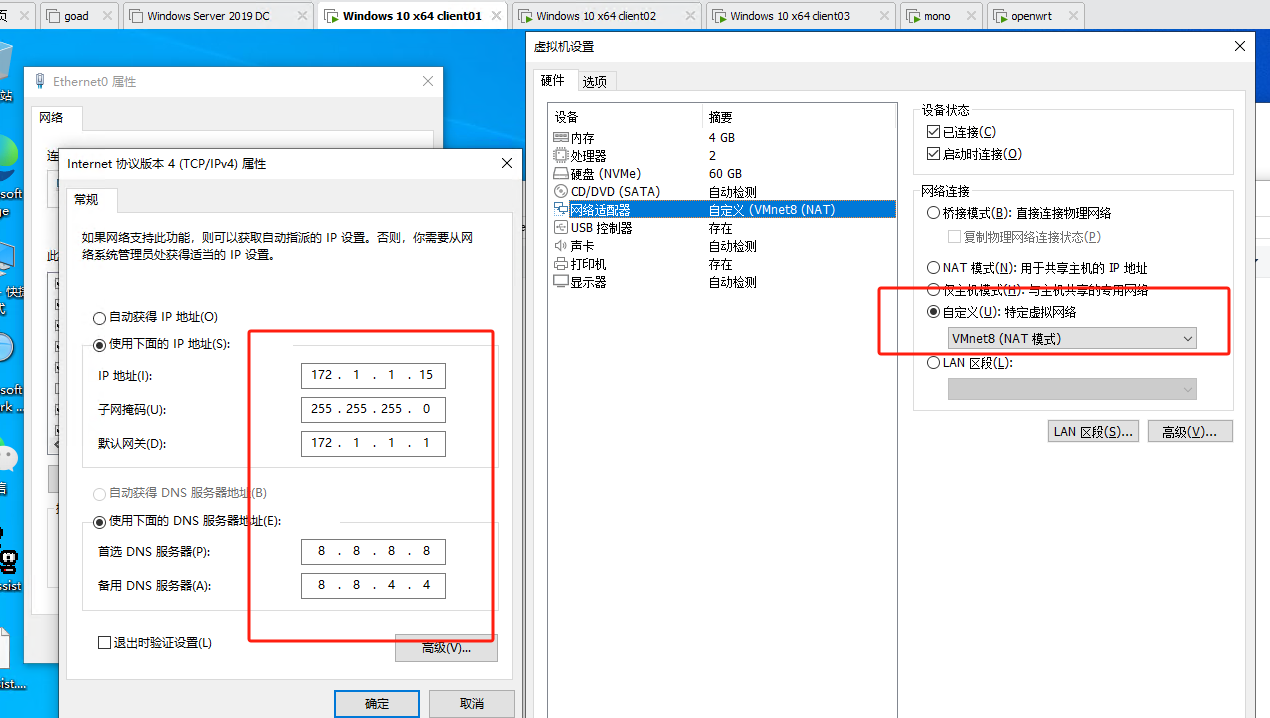 页
goad
Windows Server 2019 DC
Windows 10 x64 client01
Windows 10 x64 client02
Windows 10 x64 client03
mono
openwrt
站
soft
ge
快捷
式
soft
rk ...
信
ssist
sist....
Ethernet0 属性
网络
连
此
Internet 协议版本 4 (TCP/IPv4) 属性
常规
如果网络支持此功能，则可以获取自动指派的 IP 设置。否则，你需要从网
络系统管理员处获得适当的 IP 设置。
自动获得 IP 地址(O)
使用下面的 IP 地址(S):
IP 地址(I):
172 . 1 . 1 . 15
子网掩码(U):
255 . 255 . 255 . 0
默认网关(D):
172 . 1 . 1 . 1
自动获得 DNS 服务器地址(B)
使用下面的 DNS 服务器地址(E):
首选 DNS 服务器(P):
8 . 8 . 8 . 8
备用 DNS 服务器(A):
8 . 8 . 4 . 4
退出时验证设置(L)
高级(V)...
确定
取消
虚拟机设置
硬件
选项
设备 摘要
内存 4 GB
处理器 2
硬盘 (NVMe) 60 GB
CD/DVD (SATA) 自动检测
网络适配器 自定义 (VMnet8 (NAT)
USB 控制器 存在
声卡 自动检测
打印机 存在
显示器 自动检测
设备状态
已连接(C)
启动时连接(O)
网络连接
桥接模式(B): 直接连接物理网络
复制物理网络连接状态(P)
NAT 模式(N): 用于共享主机的 IP 地址
仅主机模式(H): 与主机共享的专用网络
自定义(U): 特定虚拟网络
VMnet8 (NAT 模式)
LAN 区段(L):
LAN 区段(S)...
高级(V)...